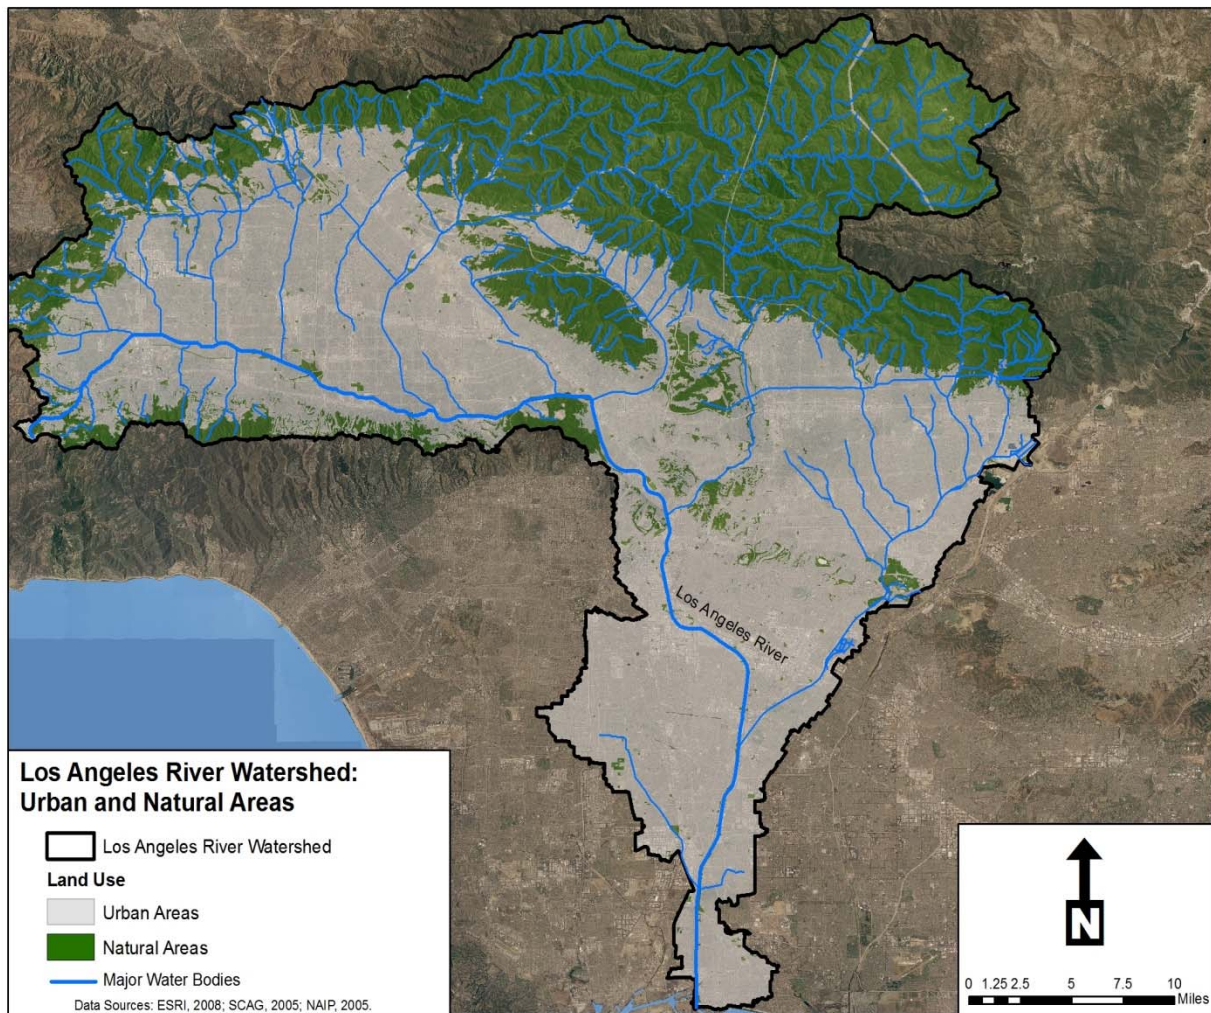 Los Angeles River
Los Angeles River Watershed:
Urban and Natural Areas
Los Angeles River Watershed
Land Use
Urban Areas
Natural Areas
Major Water Bodies
Data Sources: ESRI, 2008; SCAG, 2005; NAIP, 2005.
N
0 1.25 2.5 5 7.5 10
Miles